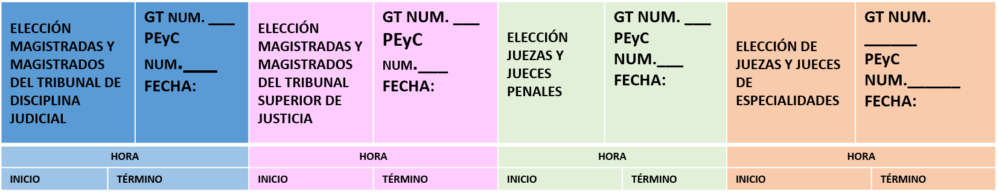 ELECCIÓN
MAGISTRADAS Y
MAGISTRADOS
DEL TRIBUNAL DE
DISCIPLINA
JUDICIAL
GT NUM. ___
PEyC
NUM.____
FECHA:
ELECCIÓN
MAGISTRADAS Y
MAGISTRADOS
DEL TRIBUNAL
SUPERIOR DE
JUSTICIA
GT NUM. ___
PEyC
NUM.___
FECHA:
ELECCIÓN
JUEZAS Y
JUECES
PENALES
GT NUM. ___
PEyC
NUM.___
FECHA:
ELECCIÓN DE
JUEZAS Y JUECES
DE
ESPECIALIDADES
GT NUM.
______
PEyC
NUM.______
FECHA:
HORA
HORA
HORA
HORA
INICIO
TÉRMINO
INICIO
TÉRMINO
INICIO
TÉRMINO
INICIO
TÉRMINO